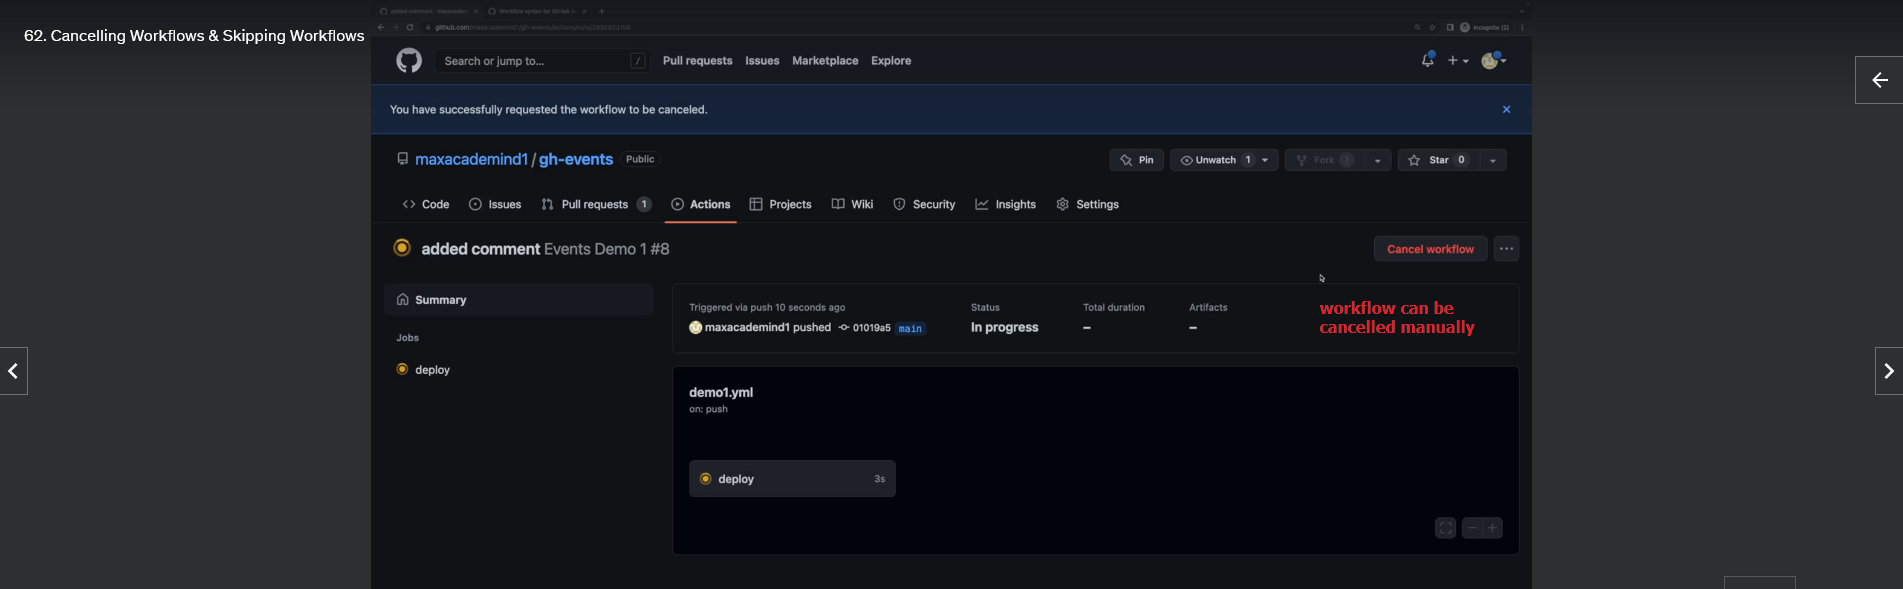 62. Cancelling Workflows & Skipping Workflows
Workflow syntax for GitHub A
github.com/maxacademind1/gh-events/actions/runs/
Incognito (2)
Search or jump to...
/
Pull requests
Issues
Marketplace
Explore
You have successfully requested the workflow to be canceled.
maxacademind1 / gh-events
Public
Pin
Unwatch 1
Fork 1
Star 0
Code
Issues
Pull requests 1
Actions
Projects
Wiki
Security
Insights
Settings
added comment Events Demo 1 #8
Cancel workflow
Summary
Jobs
deploy
Triggered via push 10 seconds ago
maxacademind1 pushed 01019a5 main
Status
In progress
Total duration
–
Artifacts
–
workflow can be
cancelled manually
demo1.yml
on: push
deploy
3s